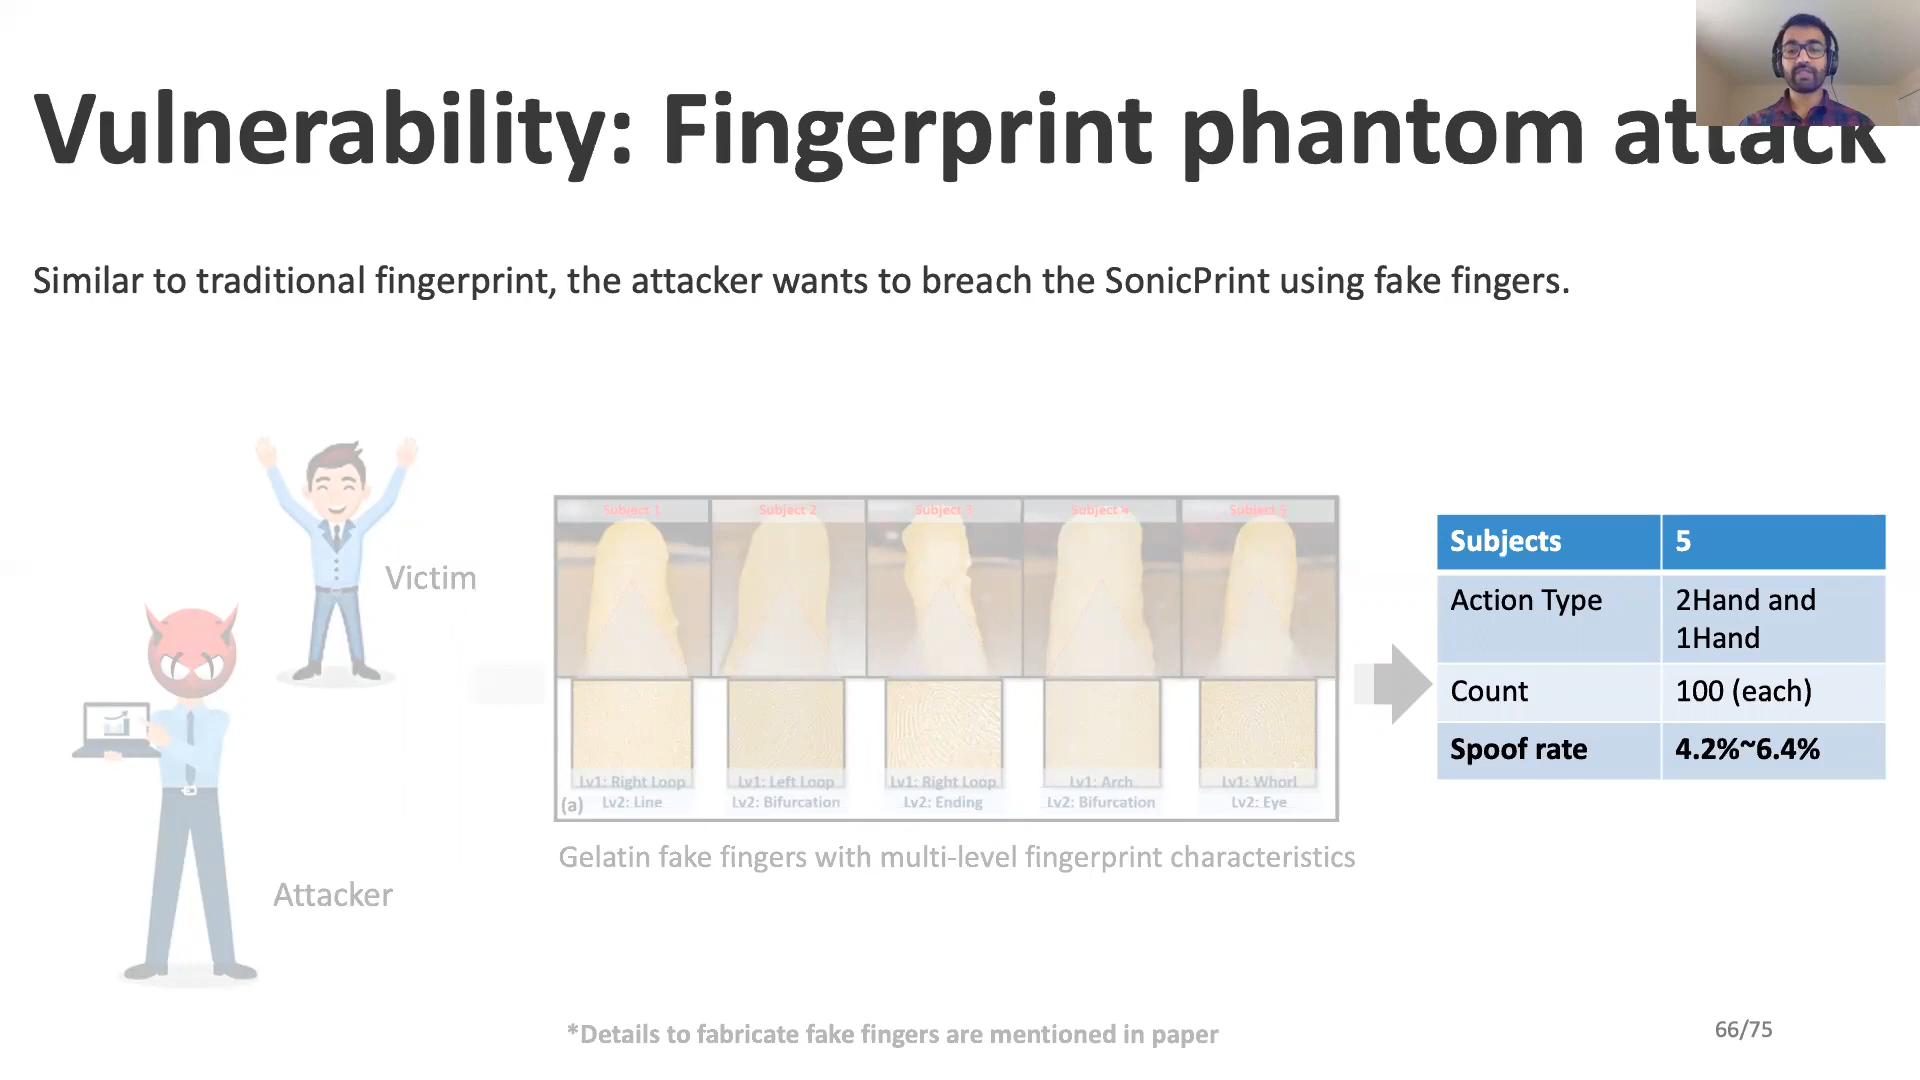 Vulnerability: Fingerprint phantom attack
Similar to traditional fingerprint, the attacker wants to breach the SonicPrint using fake fingers.
Victim
Attacker
Subject 1 Subject 2 Subject 3 Subject 4 Subject 5
Lv1: Right Loop Lv1: Left Loop Lv1: Right Loop Lv1: Arch Lv1: Whorl
(a) Lv2: Line Lv2: Bifurcation Lv2: Ending Lv2: Bifurcation Lv2: Eye
Gelatin fake fingers with multi-level fingerprint characteristics
Subjects 5
Action Type 2Hand and
1Hand
Count 100 (each)
Spoof rate 4.2%~6.4%
*Details to fabricate fake fingers are mentioned in paper
66/75